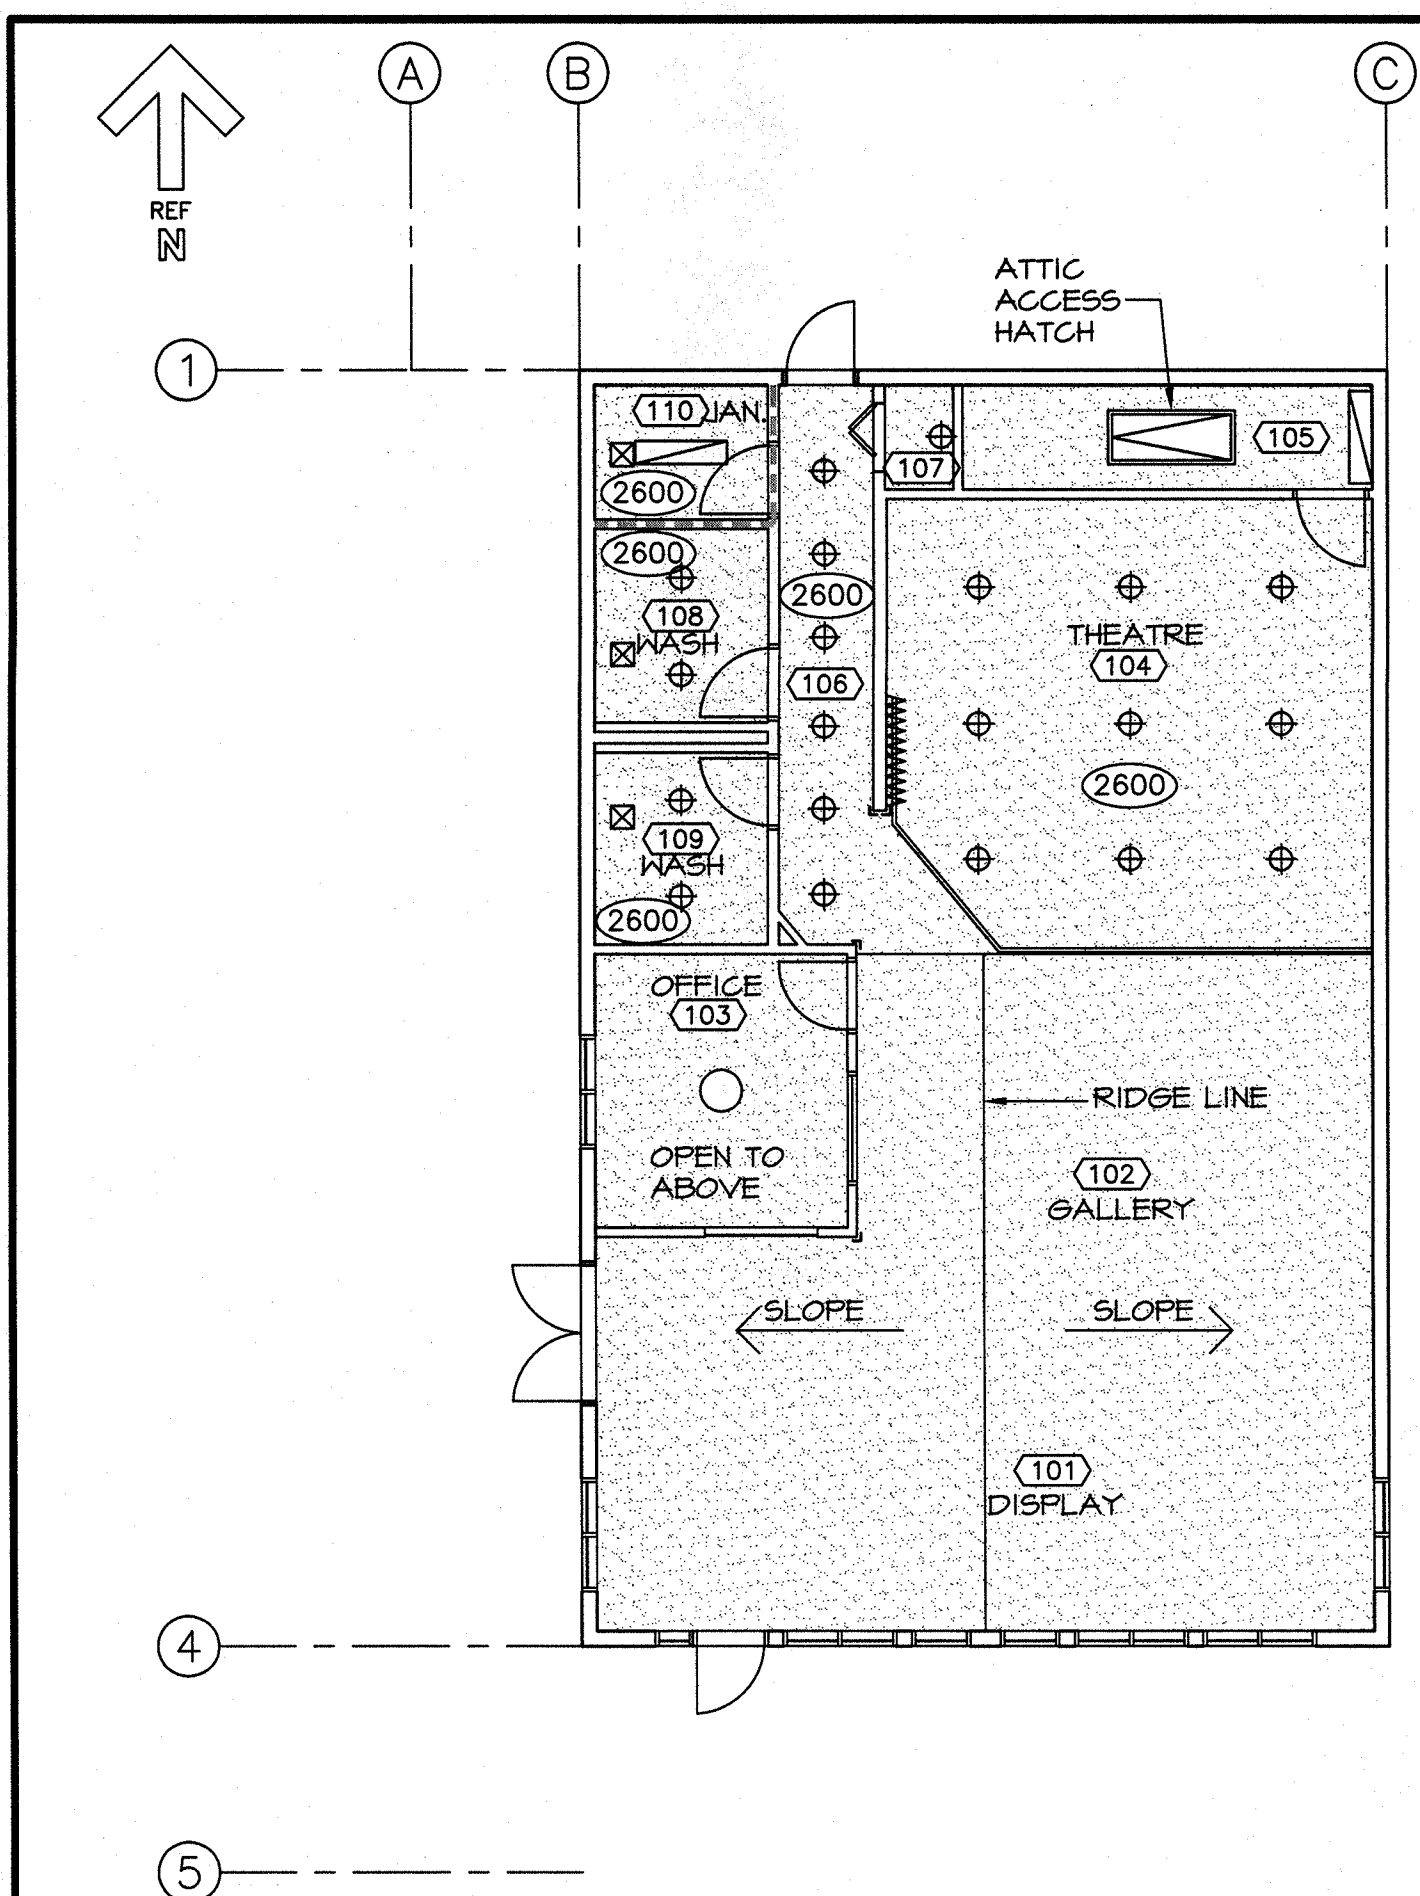 A
B
C
REF
N
ATTIC
ACCESS
HATCH
1
110 JAN.
105
107
2600
2600
2600
108
WASH
THEATRE
104
106
2600
109
WASH
2600
OFFICE
103
RIDGE LINE
OPEN TO
ABOVE
102
GALLERY
SLOPE
SLOPE
101
DISPLAY
4
5